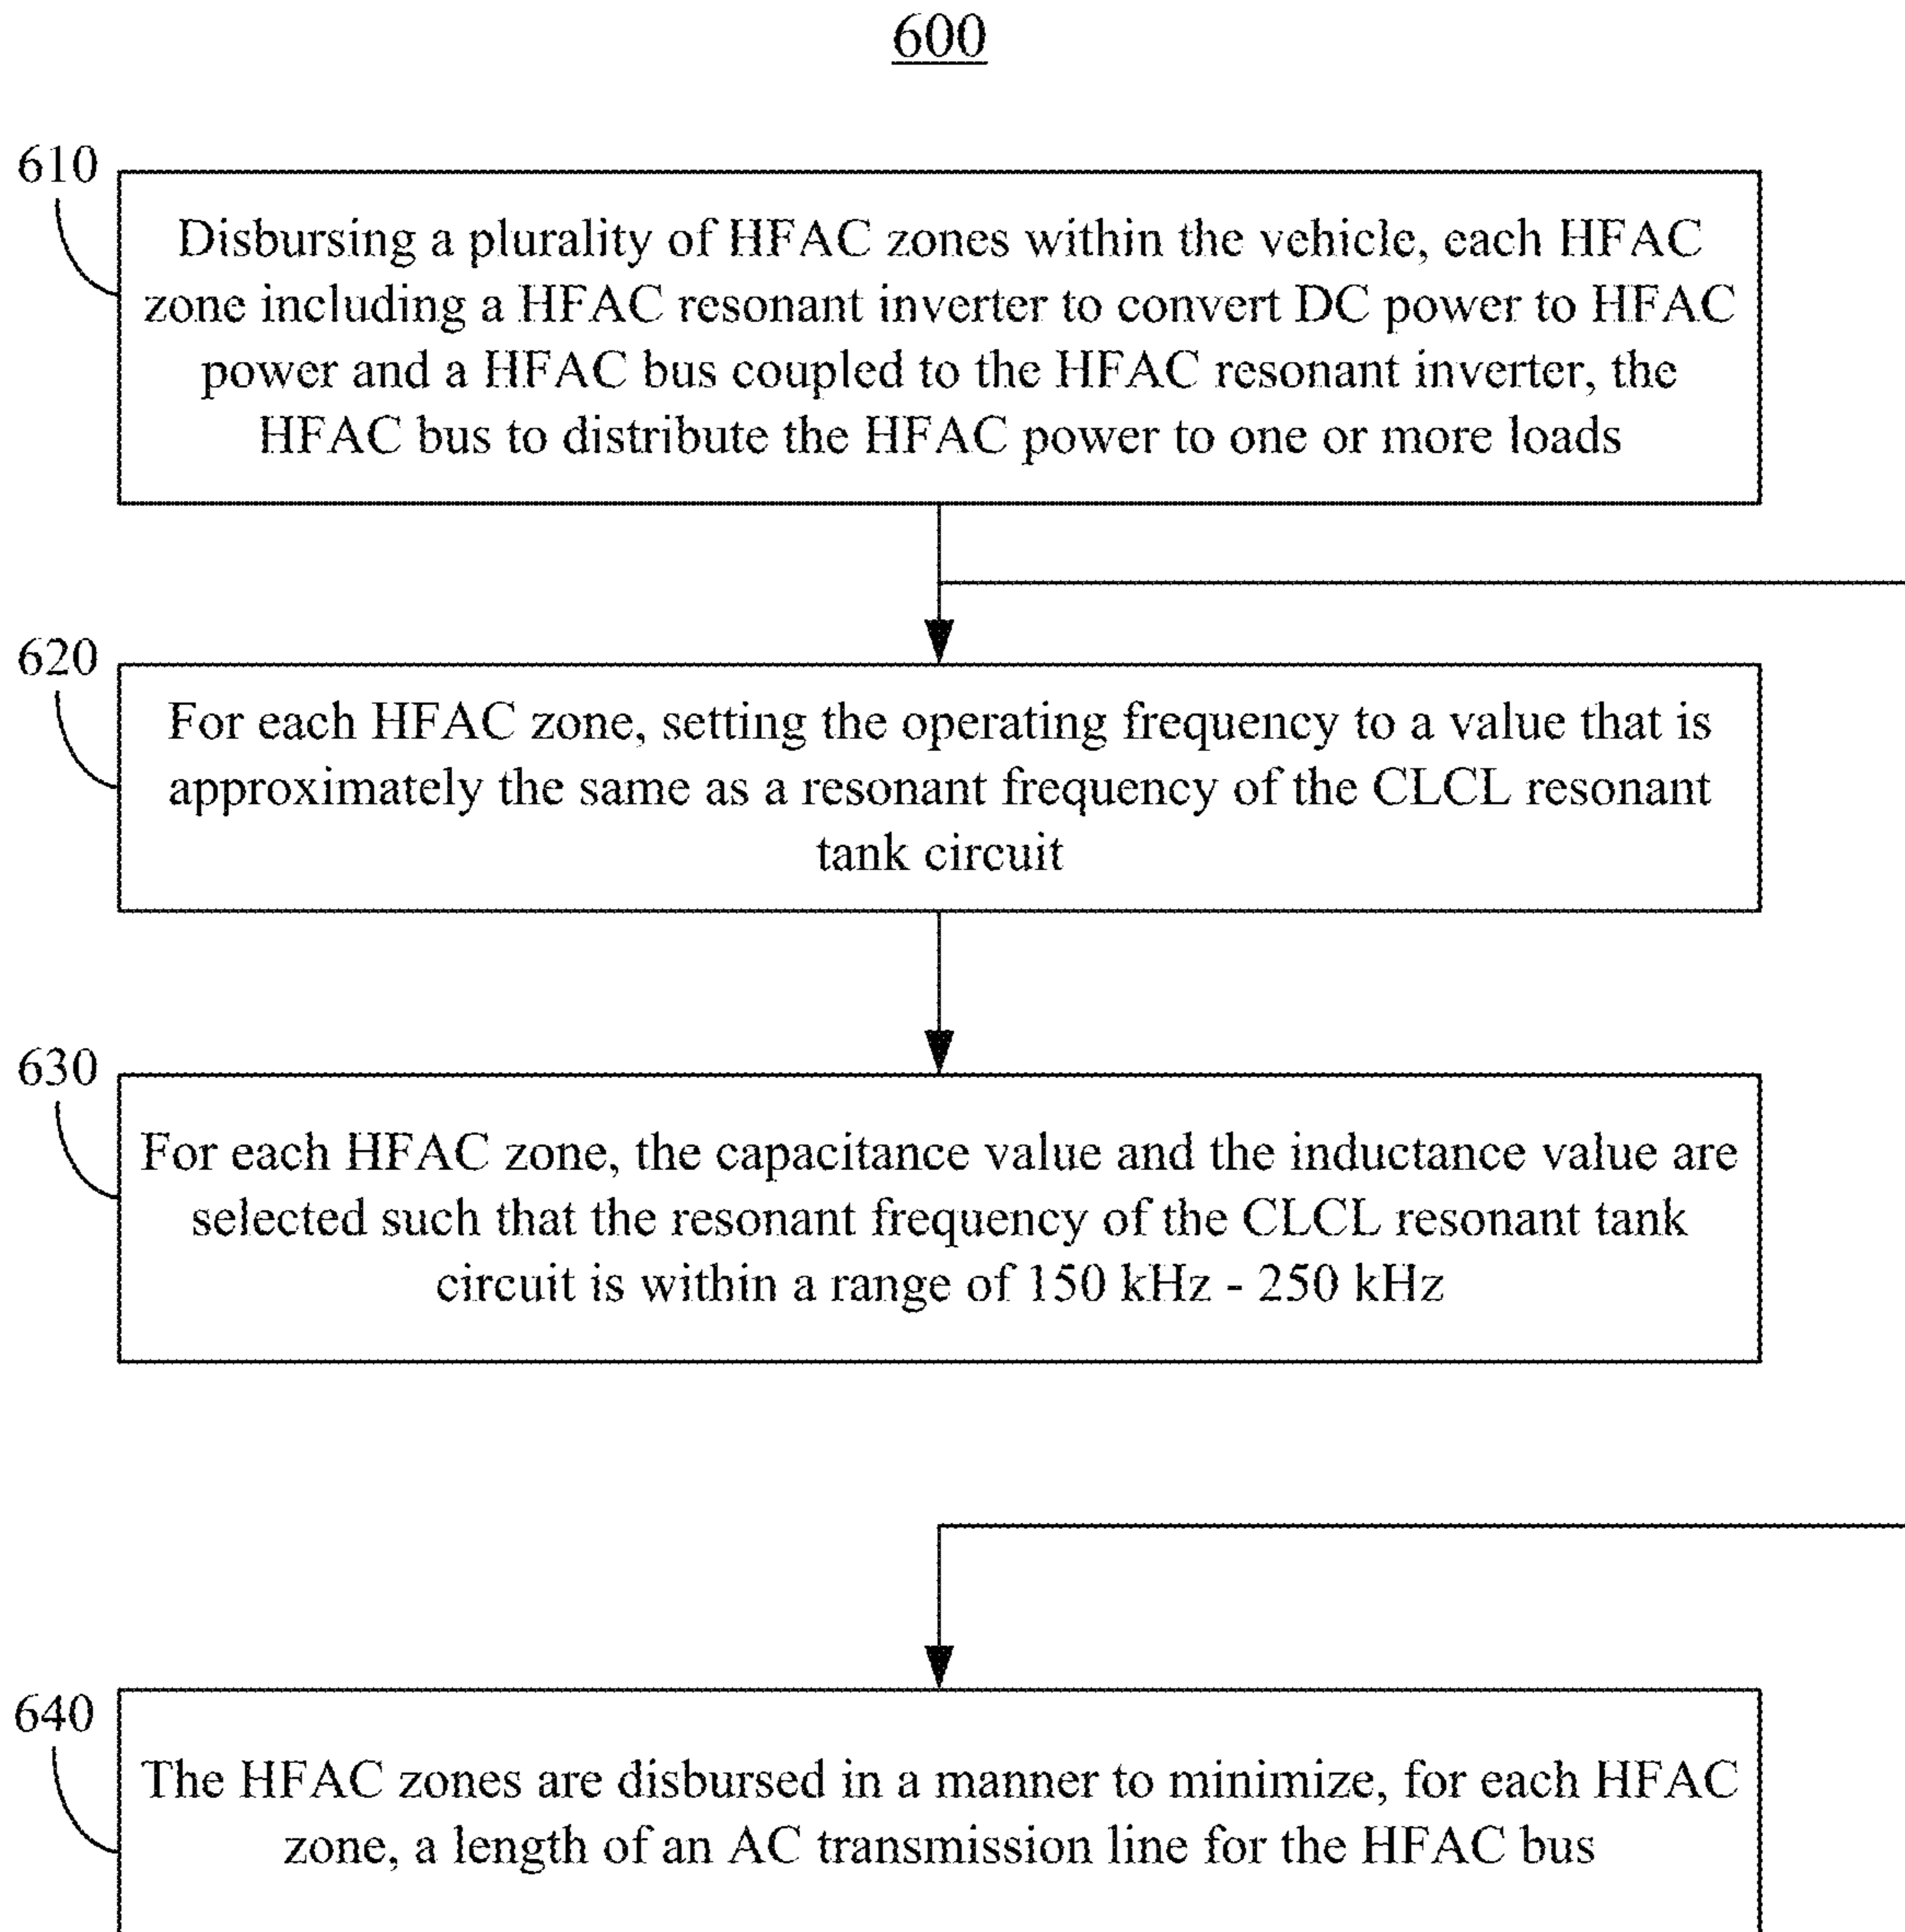 600
610
Disbursing a plurality of HFAC zones within the vehicle, each HFAC
zone including a HFAC resonant inverter to convert DC power to HFAC
power and a HFAC bus coupled to the HFAC resonant inverter, the
HFAC bus to distribute the HFAC power to one or more loads
620
For each HFAC zone, setting the operating frequency to a value that is
approximately the same as a resonant frequency of the CLCL resonant
tank circuit
630
For each HFAC zone, the capacitance value and the inductance value are
selected such that the resonant frequency of the CLCL resonant tank
circuit is within a range of 150 kHz - 250 kHz
640
The HFAC zones are disbursed in a manner to minimize, for each HFAC
zone, a length of an AC transmission line for the HFAC bus